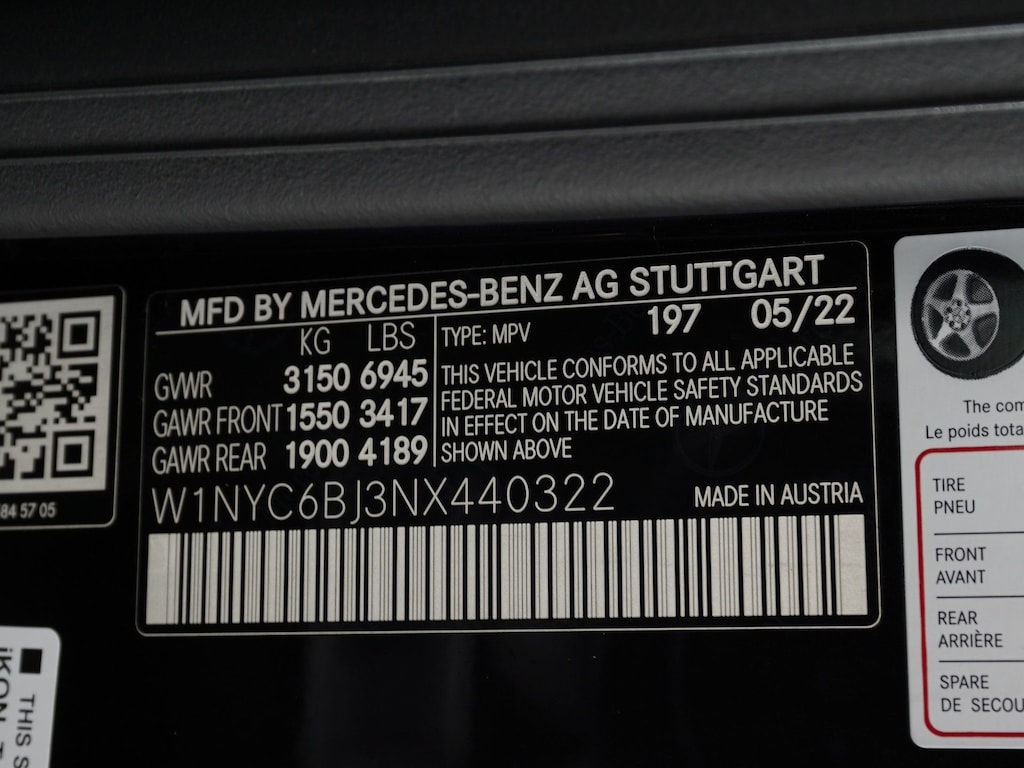 MFD BY MERCEDES-BENZ AG STUTTGART
KG LBS
GVWR 3150 6945
GAWR FRONT 1550 3417
GAWR REAR 1900 4189
TYPE: MPV 197 05/22
THIS VEHICLE CONFORMS TO ALL APPLICABLE
FEDERAL MOTOR VEHICLE SAFETY STANDARDS
IN EFFECT ON THE DATE OF MANUFACTURE
SHOWN ABOVE
W1NYC6BJ3NX440322 MADE IN AUSTRIA
84 57 05
THIS
The
Le poids
TIRE
PNEU
FRONT
AVANT
REAR
ARRIÈRE
SPARE
DE